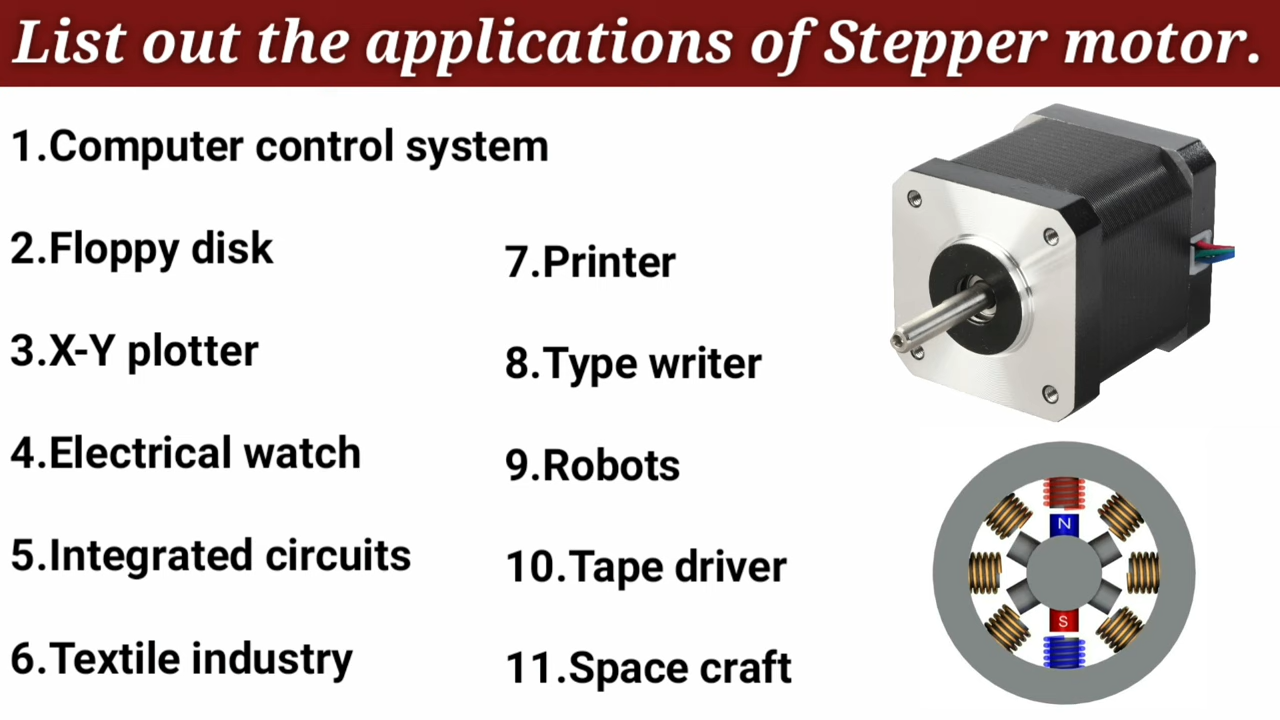 List out the applications of Stepper motor.
1.Computer control system
2.Floppy disk
3.X-Y plotter
4.Electrical watch
5.Integrated circuits
6.Textile industry
7.Printer
8.Type writer
9.Robots
10.Tape driver
11.Space craft
N
S